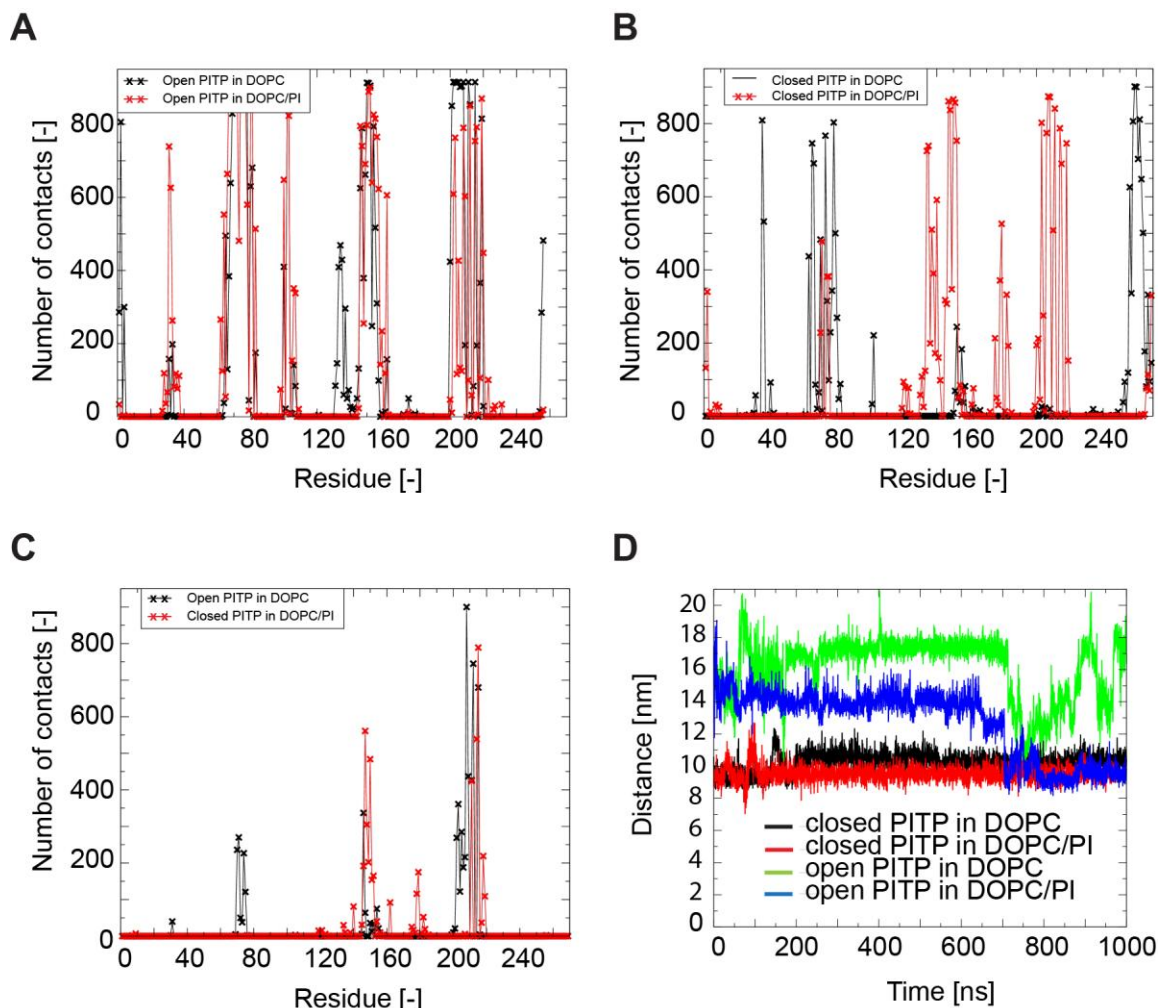 A
Open PITP in DOPC
Open PITP in DOPC/PI
800
600
400
200
0
Number of contacts [-]
0 40 80 120 160 200 240
Residue [-]
B
Closed PITP in DOPC
Closed PITP in DOPC/PI
800
600
400
200
0
Number of contacts [-]
0 40 80 120 160 200 240
Residue [-]
C
Open PITP in DOPC
Closed PITP in DOPC/PI
800
600
400
200
0
Number of contacts [-]
0 40 80 120 160 200 240
Residue [-]
D
20
18
16
14
12
10
8
6
4
2
0
Distance [nm]
closed PITP in DOPC
closed PITP in DOPC/PI
open PITP in DOPC
open PITP in DOPC/PI
0 200 400 600 800 1000
Time [ns]